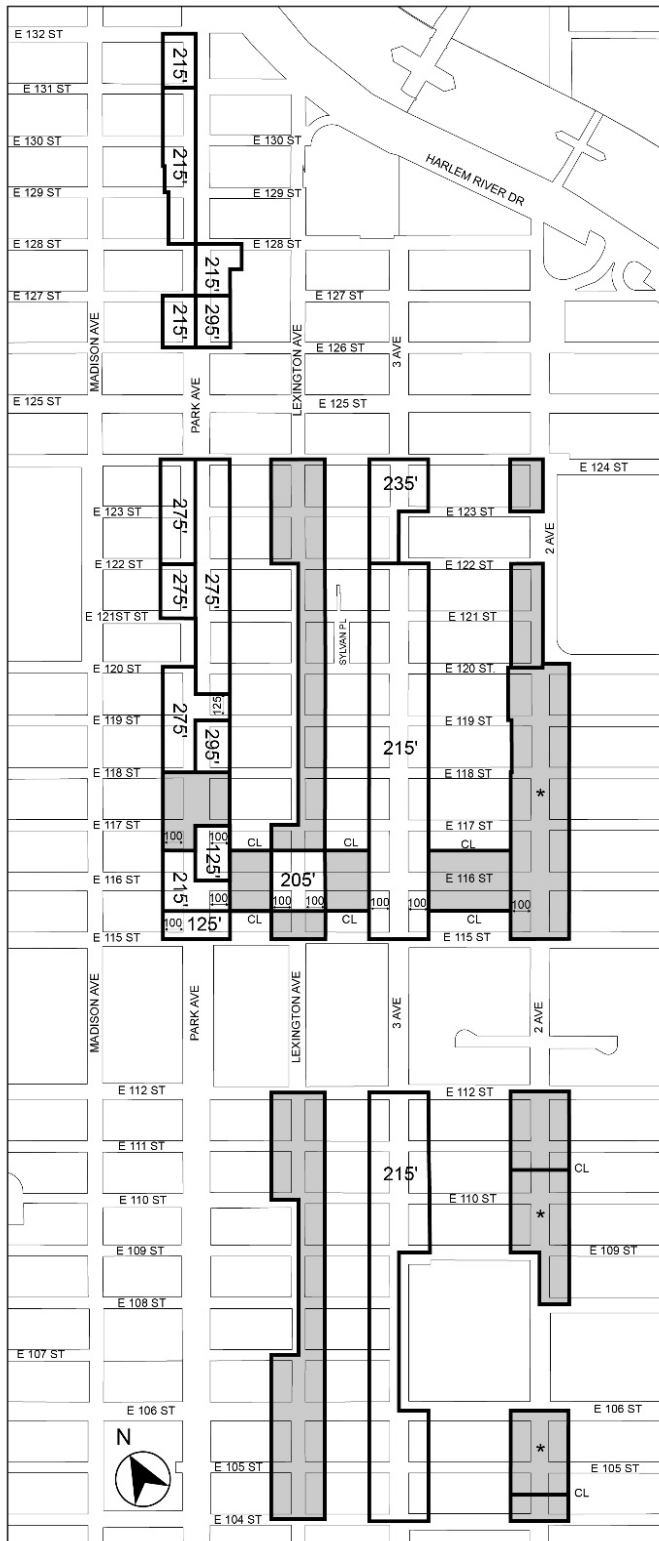 E 132 ST
215'
E 131 ST
E 130 ST
215'
E 130 ST
HARLEM RIVER DR
E 129 ST
E 129 ST
E 128 ST
E 128 ST
215'
E 127 ST
E 127 ST
215'
295'
MADISON AVE
PARK AVE
LEXINGTON AVE
3 AVE
E 126 ST
E 125 ST
E 125 ST
E 124 ST
235'
275'
E 123 ST
E 123 ST
2 AVE
E 122 ST
E 122 ST
275'
275'
E 121ST ST
E 121 ST
SYLVAN PL
E 120 ST
E 120 ST.
125
E 119 ST
E 119 ST
275'
295'
215'
E 118 ST
E 118 ST
*
E 117 ST
E 117 ST
100
100
CL
CL
CL
125'
E 116 ST
E 116 ST
215'
205'
100
100
100
100
100
100
100
125'
CL
CL
CL
E 115 ST
E 115 ST
MADISON AVE
PARK AVE
LEXINGTON AVE
3 AVE
2 AVE
E 112 ST
E 112 ST
E 111 ST
215'
CL
E 110 ST
E 110 ST
*
E 109 ST
E 109 ST
E 108 ST
E 107 ST
E 106 ST
E 106 ST
N
*
E 105 ST
E 105 ST
CL
E 104 ST